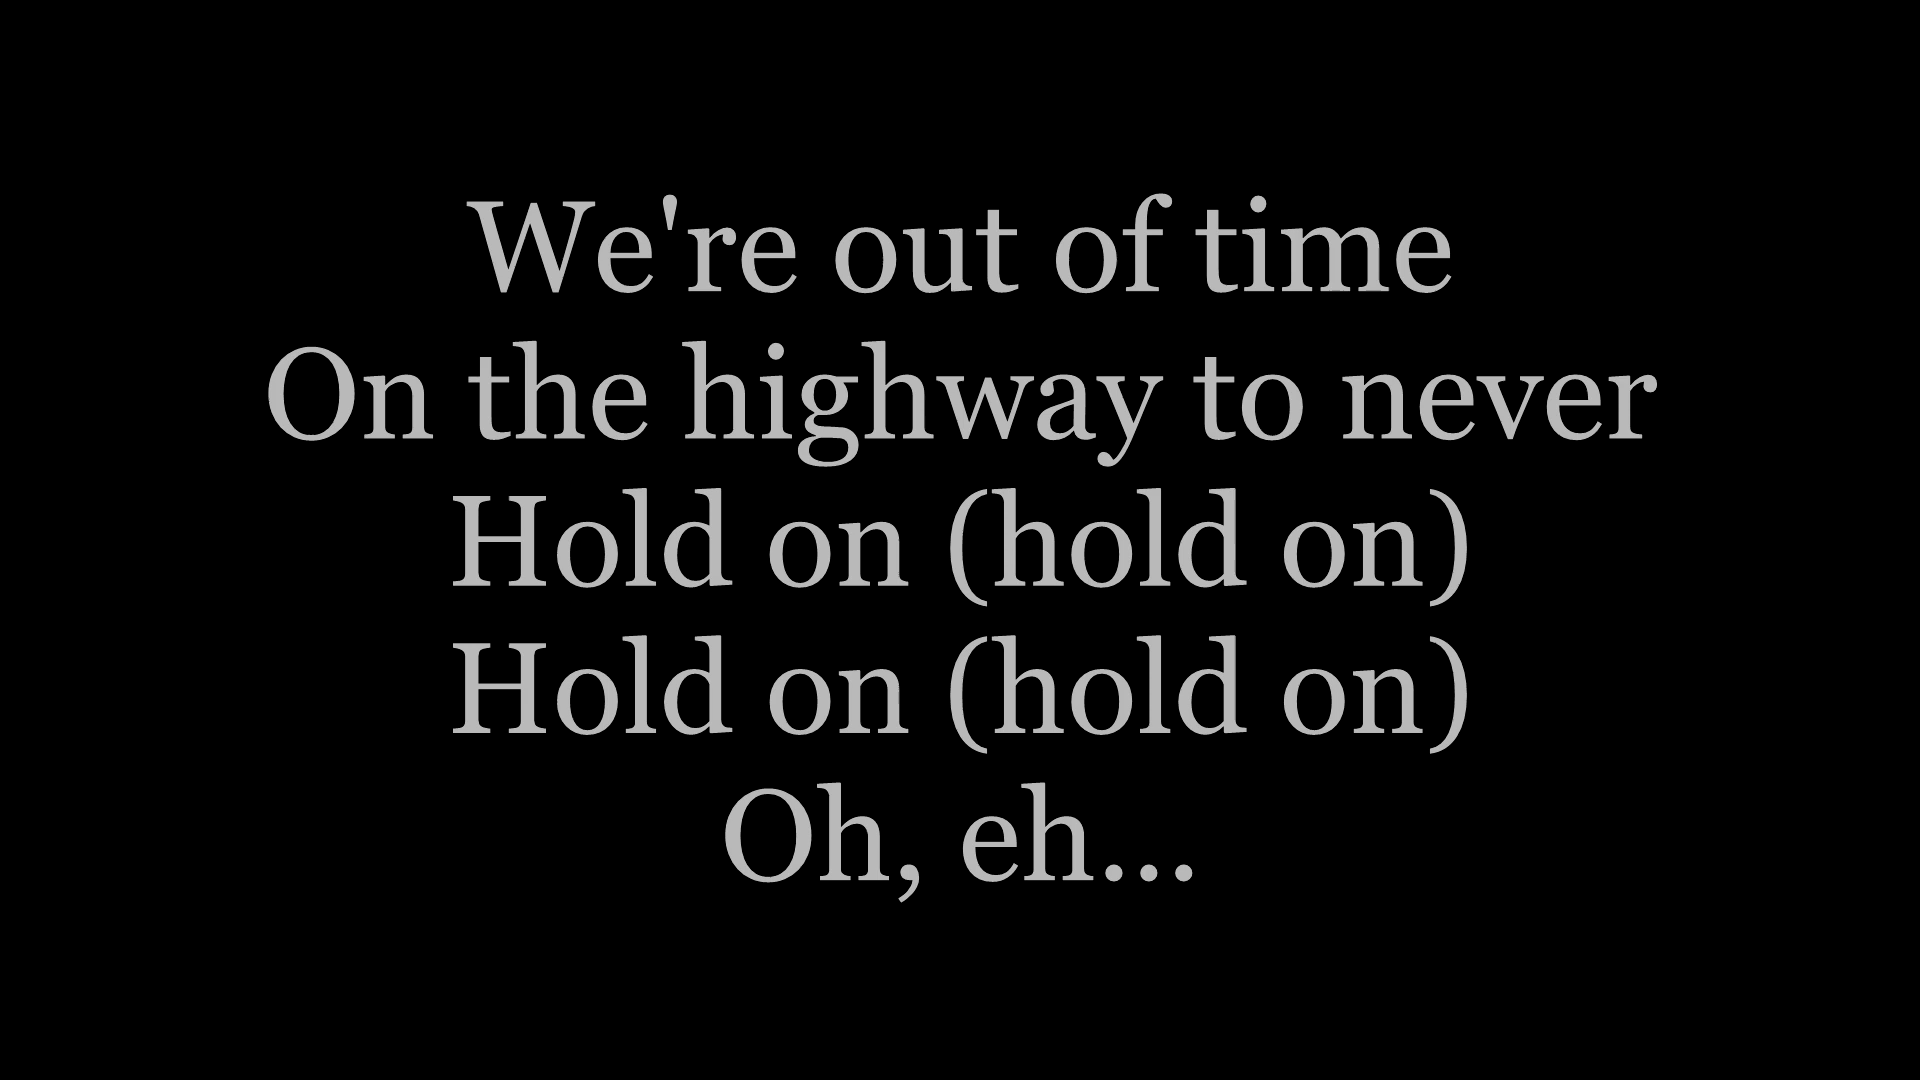 We're out of time
On the highway to never
Hold on (hold on)
Hold on (hold on)
Oh, eh...